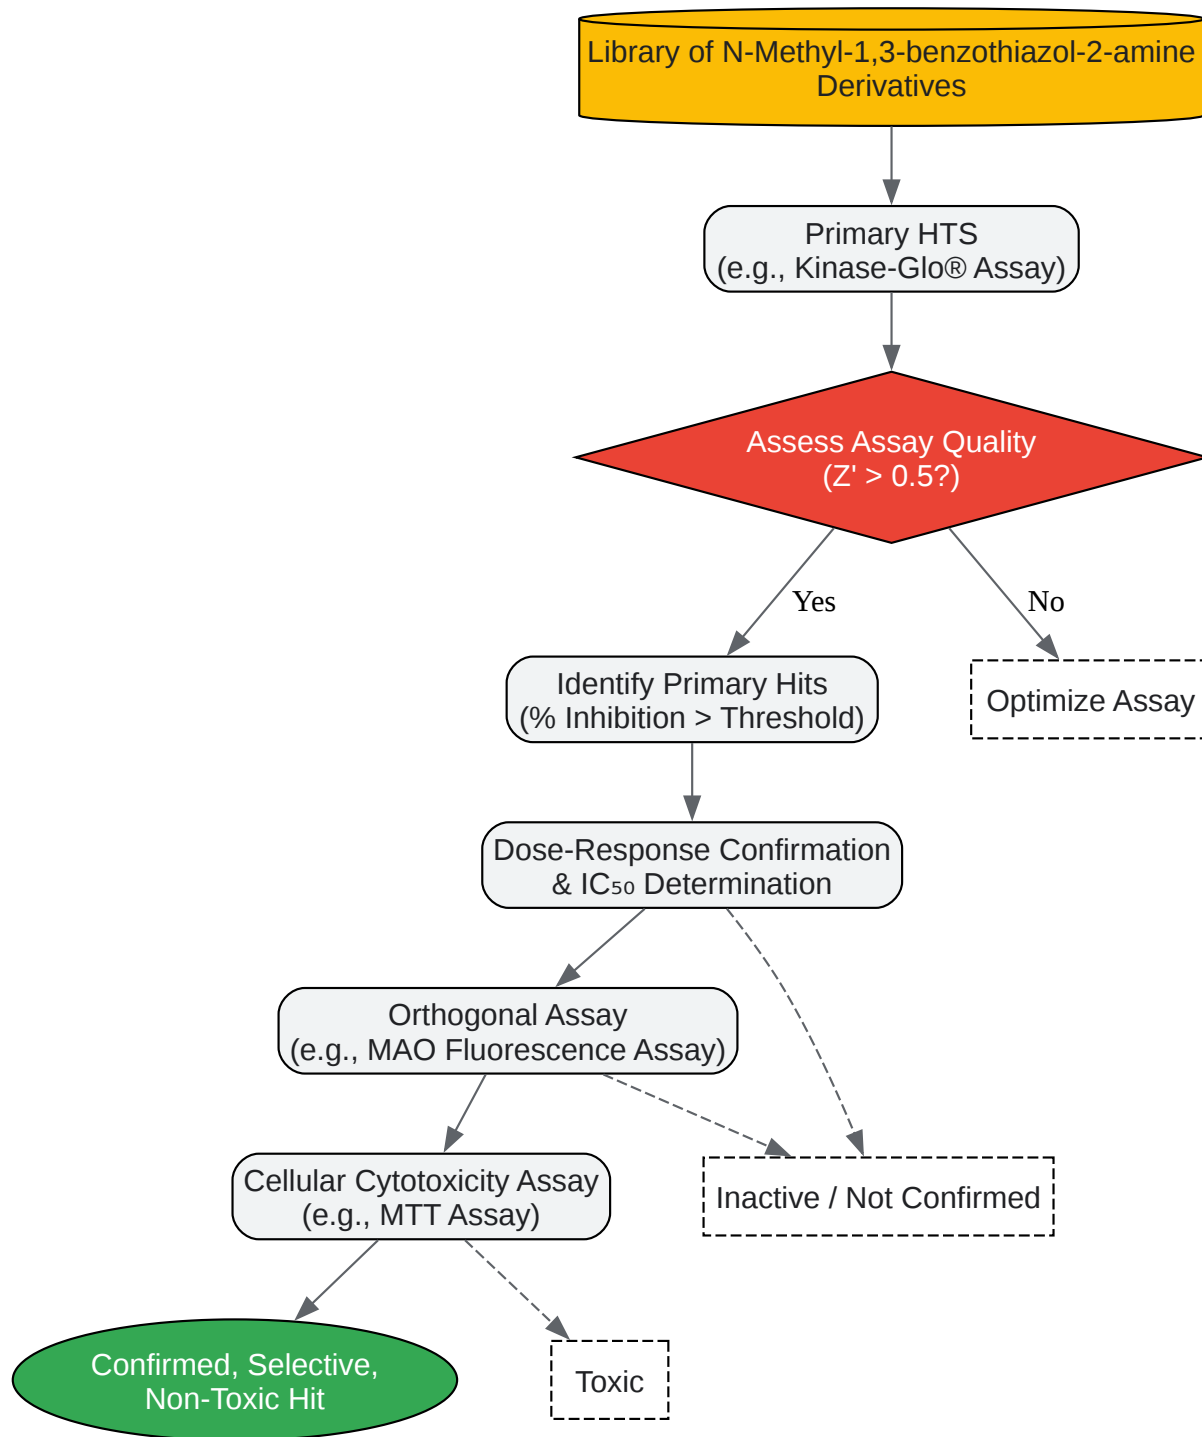 Library of N-Methyl-1,3-benzothiazol-2-amine
Derivatives
Primary HTS
(e.g., Kinase-Glo® Assay)
Assess Assay Quality
(Z' > 0.5?)
Yes
No
Identify Primary Hits
(% Inhibition > Threshold)
Optimize Assay
Dose-Response Confirmation
& IC₅₀ Determination
Orthogonal Assay
(e.g., MAO Fluorescence Assay)
Cellular Cytotoxicity Assay
(e.g., MTT Assay)
Inactive / Not Confirmed
Confirmed, Selective,
Non-Toxic Hit
Toxic